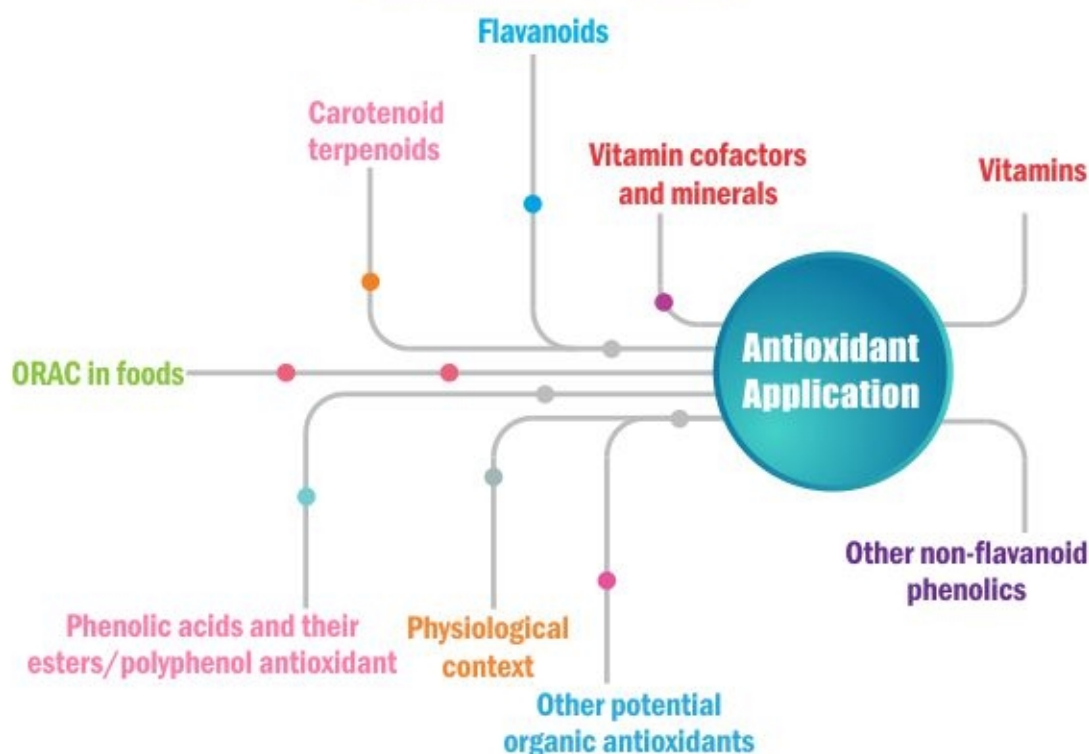 Flavanoids
Carotenoid
terpenoids
Vitamin cofactors
and minerals
Vitamins
ORAC in foods
Antioxidant
Application
Other non-flavanoid
phenolics
Phenolic acids and their
esters/polyphenol antioxidant
Physiological
context
Other potential
organic antioxidants